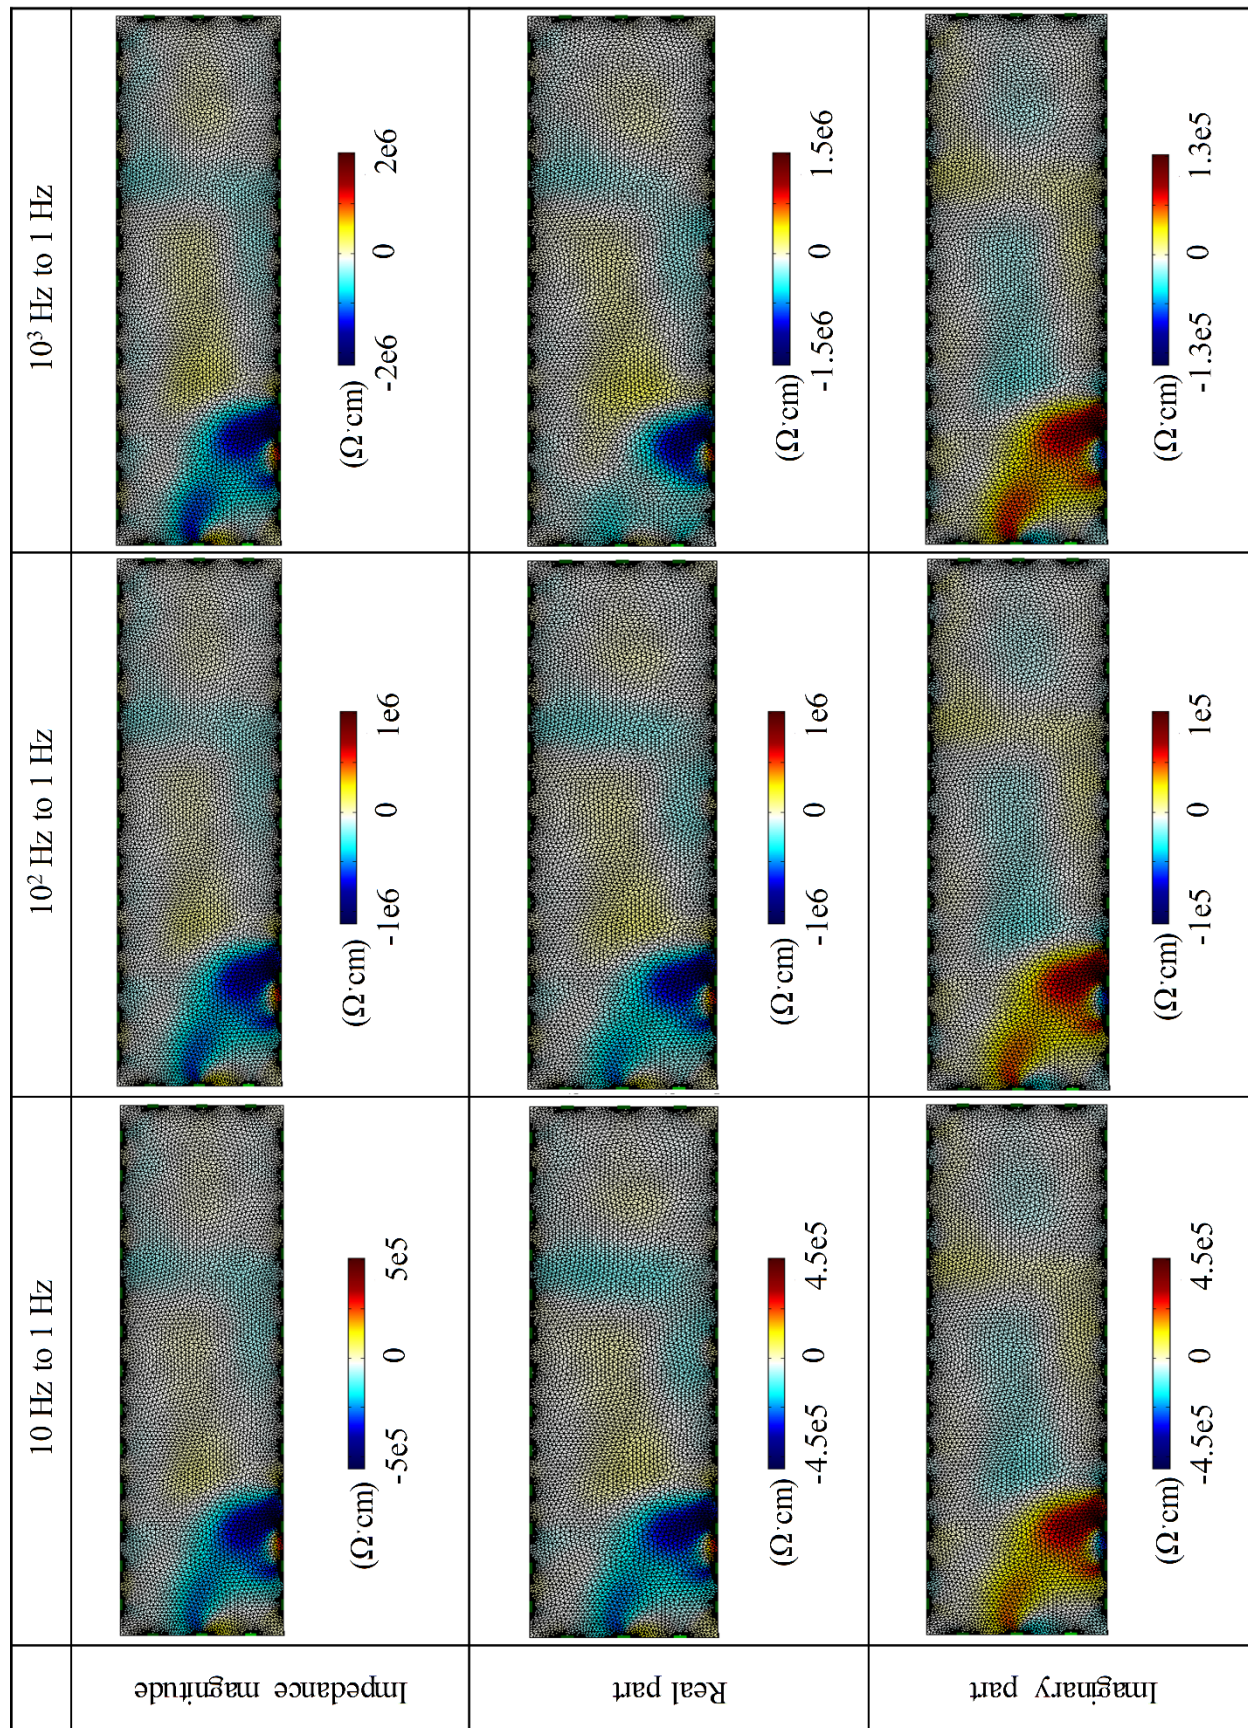 10 Hz to 1 Hz
10² Hz to 1 Hz
10³ Hz to 1 Hz
Impedance magnitude
(Ω·cm)
-5e5 0 5e5
(Ω·cm)
-1e6 0 1e6
(Ω·cm)
-2e6 0 2e6
Real part
(Ω·cm)
-4.5e5 0 4.5e5
(Ω·cm)
-1e6 0 1e6
(Ω·cm)
-1.5e6 0 1.5e6
Imaginary part
(Ω·cm)
-4.5e5 0 4.5e5
(Ω·cm)
-1e5 0 1e5
(Ω·cm)
-1.3e5 0 1.3e5